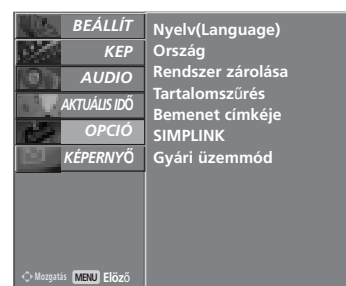 BEÁLLÍT
KEP
AUDIO
AKTUÁLIS IDŐ
OPCIÓ
KÉPERNYŐ
Nyelv(Language)
Ország
Rendszer zárolása
Tartalomszűrés
Bemenet címkéje
SIMPLINK
Gyári üzemmód
Mozgatás MENU Elöző